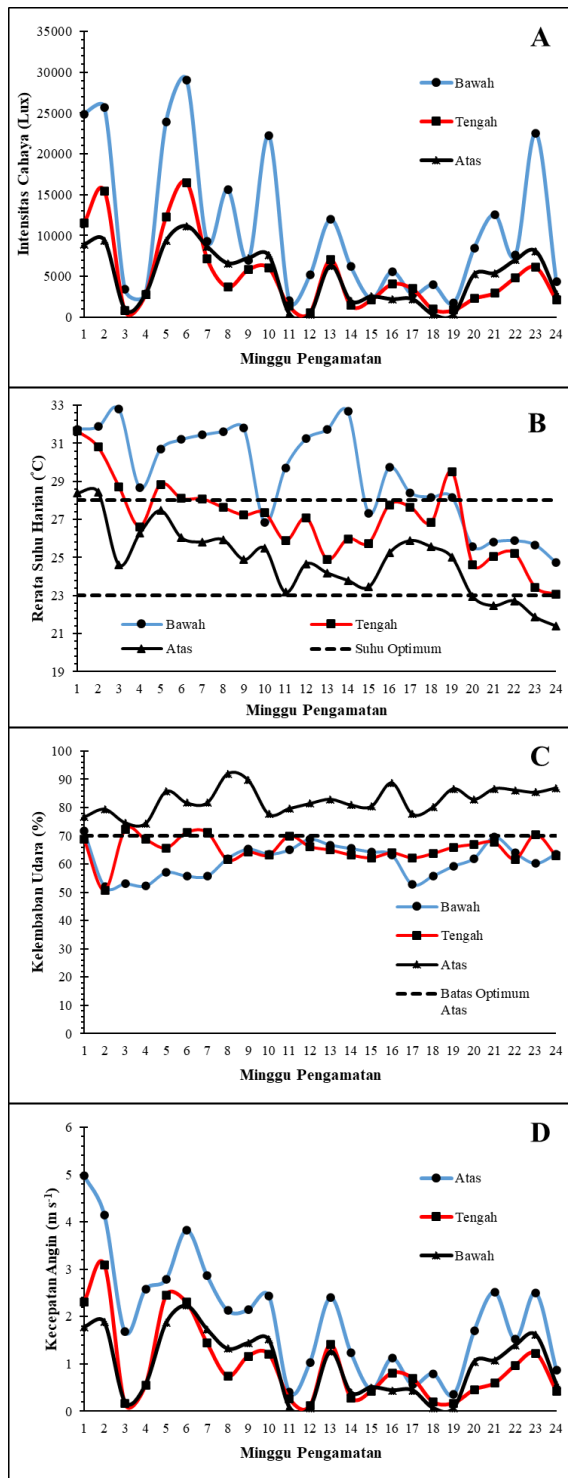 A
Intensitas Cahaya (Lux)
35000
30000
25000
20000
15000
10000
5000
0
Bawah
Tengah
Atas
1 2 3 4 5 6 7 8 9 10 11 12 13 14 15 16 17 18 19 20 21 22 23 24
Minggu Pengamatan
B
Rerata Suhu Harian (˚C)
33
31
29
27
25
23
21
19
Bawah
Tengah
Atas
Suhu Optimum
1 2 3 4 5 6 7 8 9 10 11 12 13 14 15 16 17 18 19 20 21 22 23 24
Minggu Pengamatan
C
Kelembaban Udara (%)
100
90
80
70
60
50
40
30
20
10
0
Bawah
Tengah
Atas
Batas Optimum
Atas
1 2 3 4 5 6 7 8 9 10 11 12 13 14 15 16 17 18 19 20 21 22 23 24
Minggu Pengamatan
D
Kecepatan Angin (m s-1)
6
5
4
3
2
1
0
Atas
Tengah
Bawah
1 2 3 4 5 6 7 8 9 10 11 12 13 14 15 16 17 18 19 20 21 22 23 24
Minggu Pengamatan